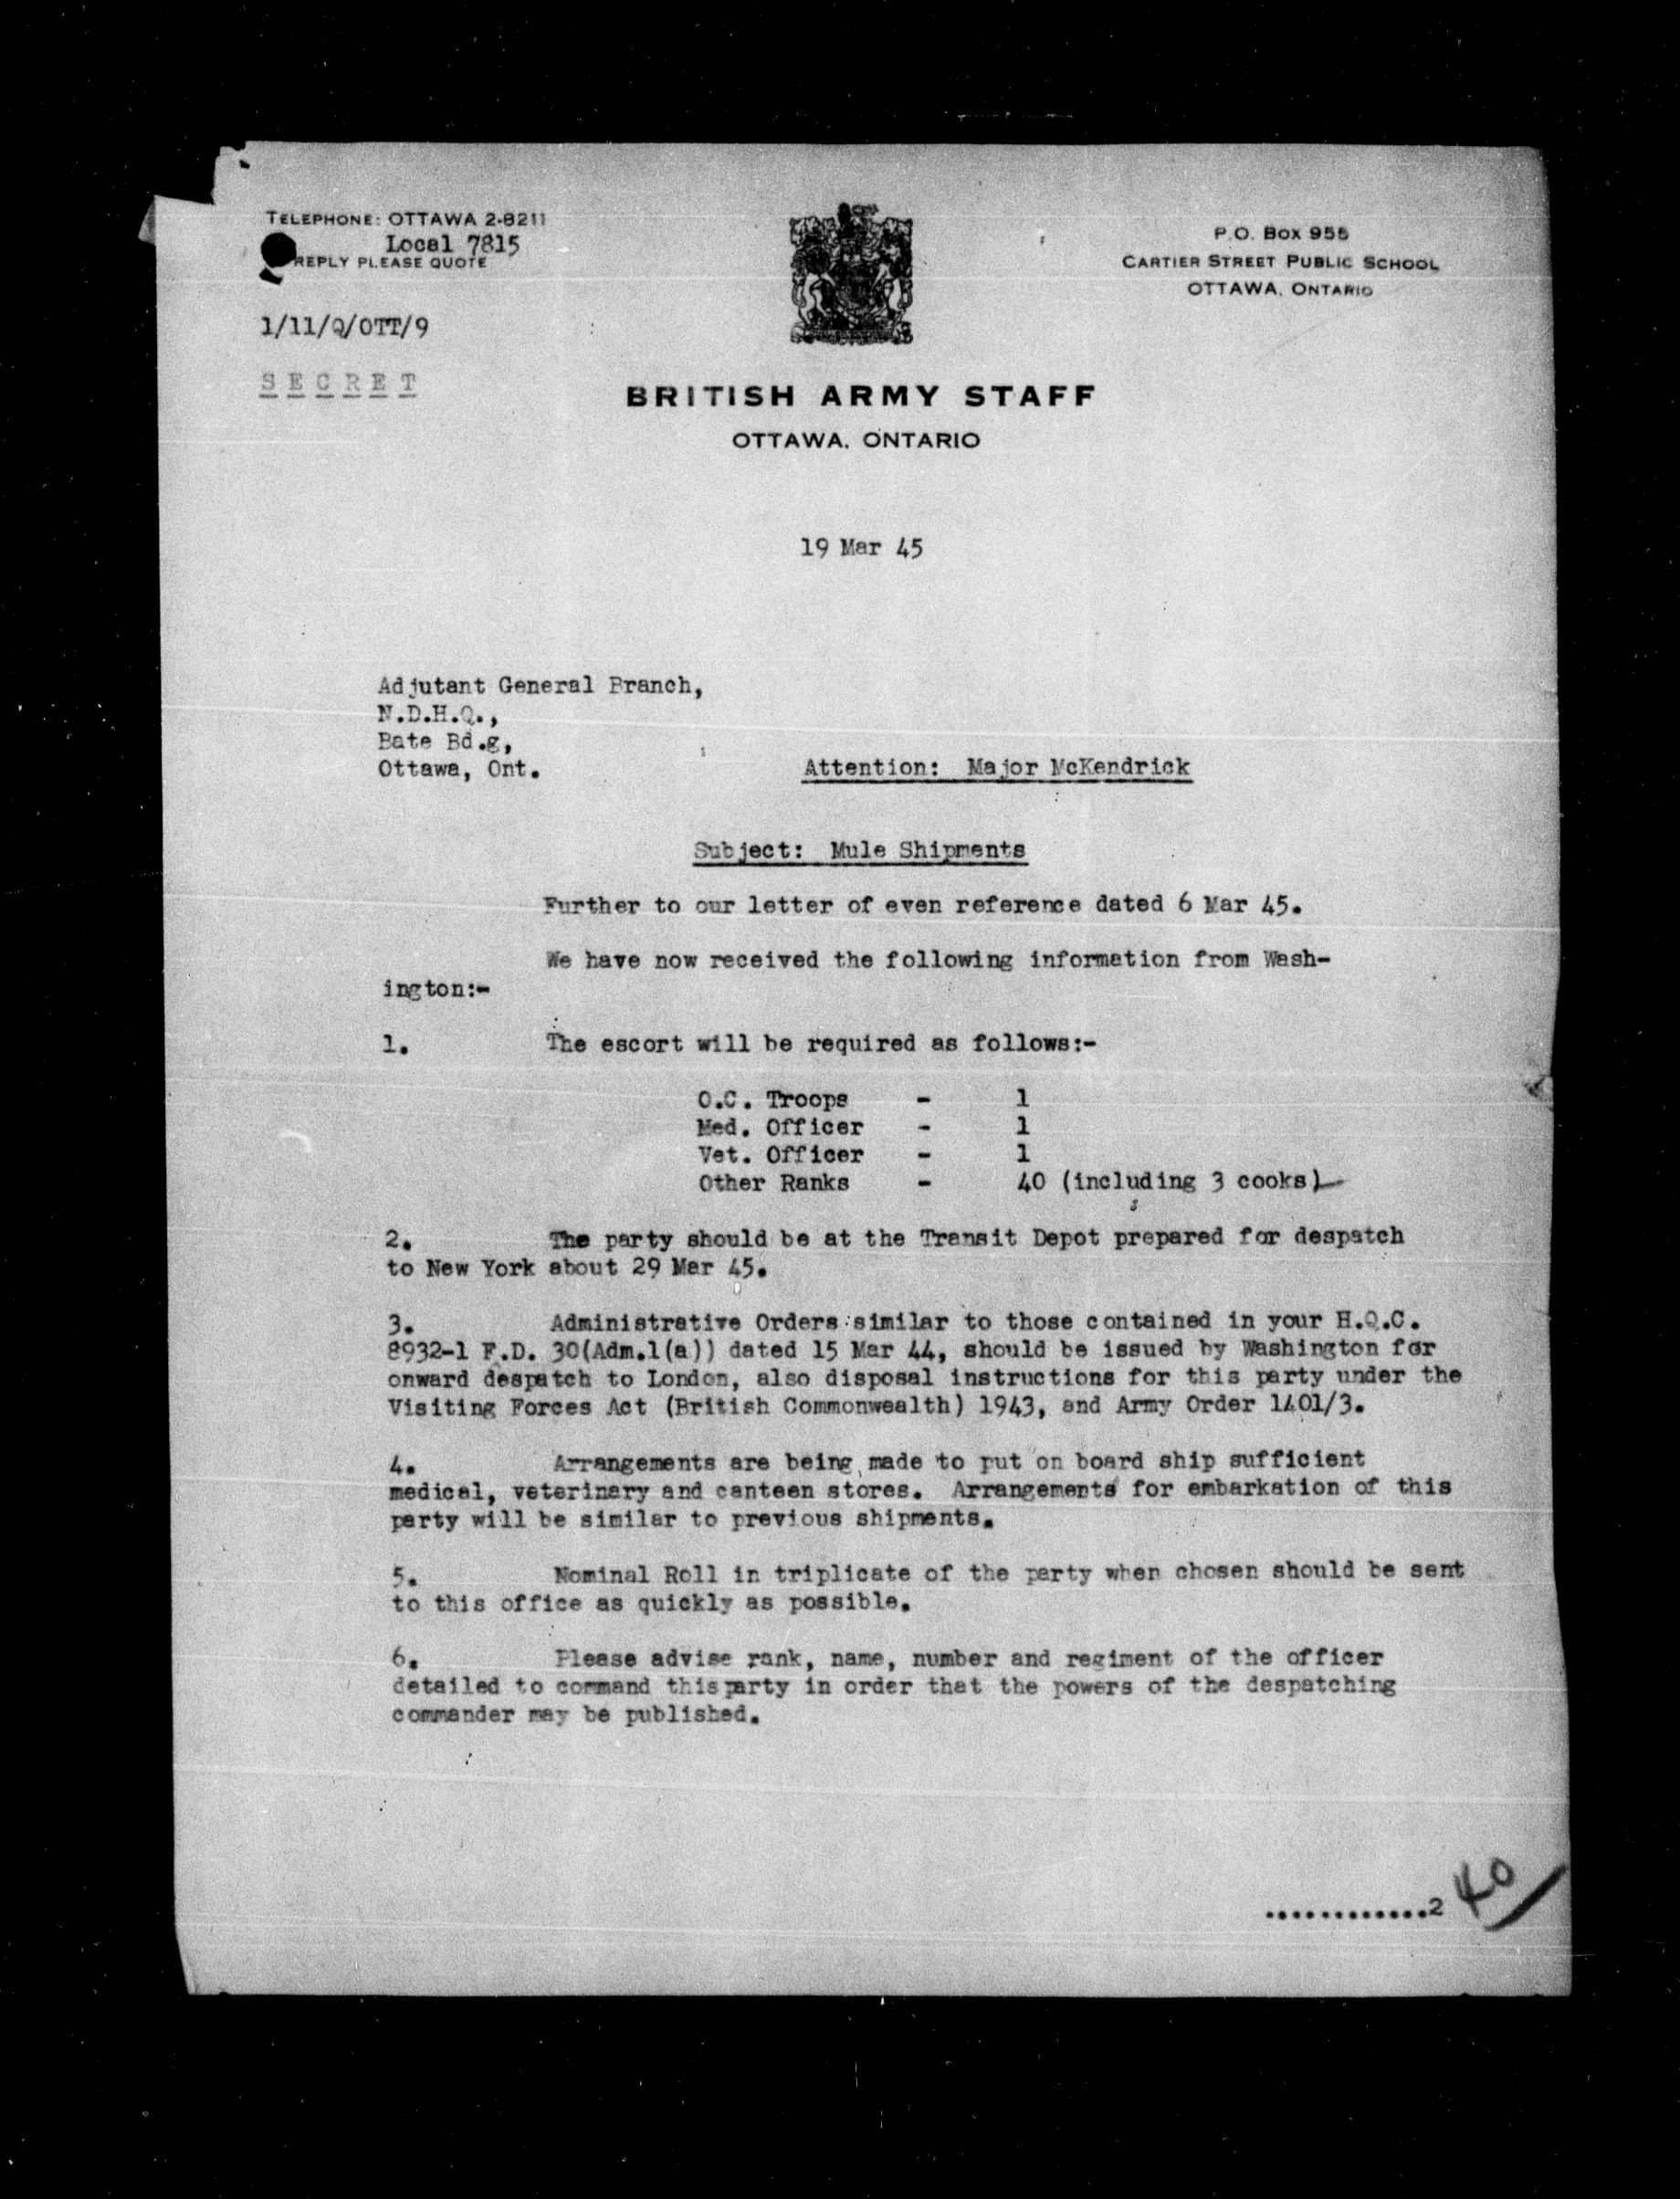 TELEPHONE: OTTAWA 2-8211
Local 7815
REPLY PLEASE QUOTE
1/11/Q/OTT/9
SECRET
P.O. Box 955
CARTIER STREET PUBLIC SCHOOL
OTTAWA, ONTARIO
BRITISH ARMY STAFF
OTTAWA, ONTARIO
19 Mar 45
Adjutant General Branch,
N.D.H.Q.,
Bate Bd.g,
Ottawa, Ont.
Attention: Major McKendrick
Subject: Mule Shipments
Further to our letter of even reference dated 6 Mar 45.
We have now received the following information from Wash-
ington:-
1. The escort will be required as follows:-
O.C. Troops - 1
Med. Officer - 1
Vet. Officer - 1
Other Ranks - 40 (including 3 cooks)
2. The party should be at the Transit Depot prepared for despatch
to New York about 29 Mar 45.
3. Administrative Orders similar to those contained in your H.Q.C.
8932-1 F.D. 30(Adm.1(a)) dated 15 Mar 44, should be issued by Washington for
onward despatch to London, also disposal instructions for this party under the
Visiting Forces Act (British Commonwealth) 1943, and Army Order 1401/3.
4. Arrangements are being made to put on board ship sufficient
medical, veterinary and canteen stores. Arrangements for embarkation of this
party will be similar to previous shipments.
5. Nominal Roll in triplicate of the party when chosen should be sent
to this office as quickly as possible.
6. Please advise rank, name, number and regiment of the officer
detailed to command this party in order that the powers of the despatching
commander may be published.
............2
40